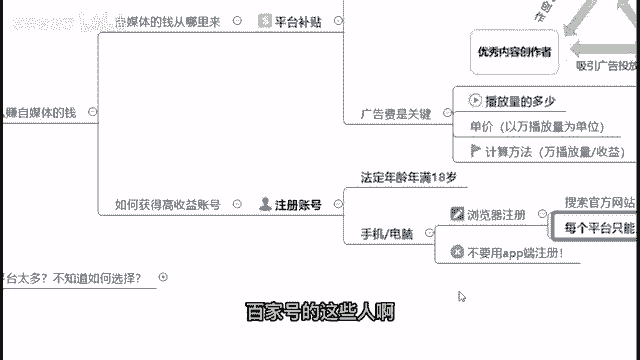 自媒体的钱从哪里来
平台补贴
优秀内容创作者
吸引广告投放
赚自媒体的钱
广告费是关键
播放量的多少
单价（以万播放量为单位）
计算方法（万播放量/收益）
如何获得高收益账号
注册账号
法定年龄年满18岁
手机/电脑
浏览器注册
搜索官方网站
每个平台只能
不要用app端注册！
平台太多？不知道如何选择？
百家号的这些人啊